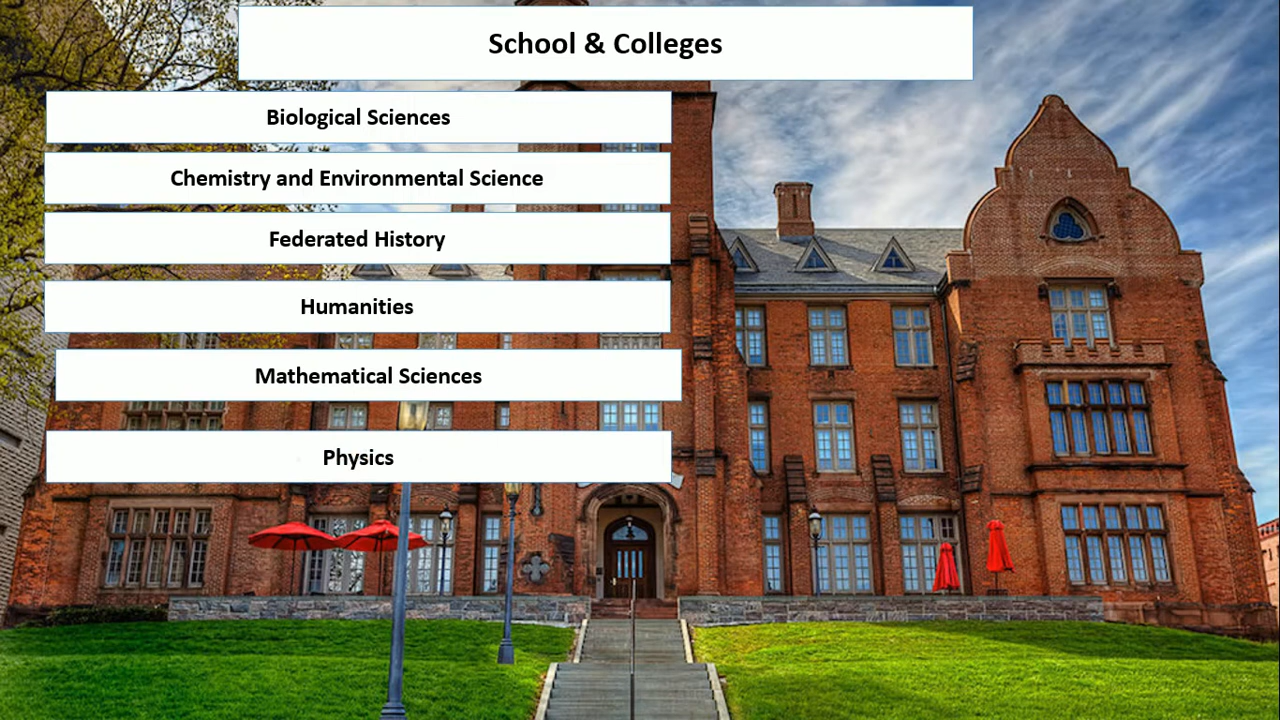 School & Colleges
Biological Sciences
Chemistry and Environmental Science
Federated History
Humanities
Mathematical Sciences
Physics